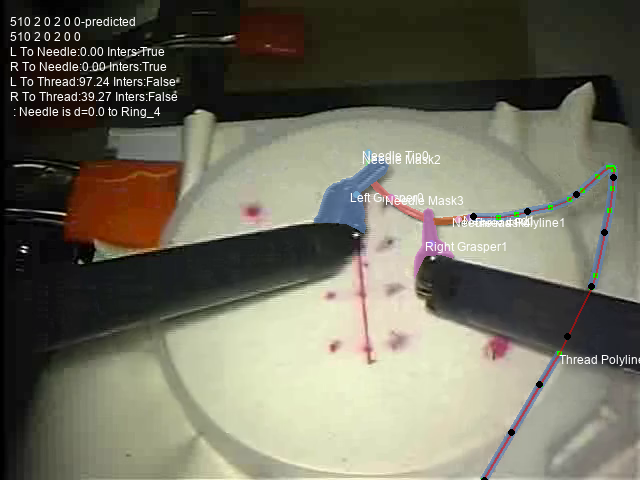 510 2 0 2 0 0-predicted
510 2 0 2 0 0
L To Needle:0.00 Inters:True
R To Needle:0.00 Inters:True
L To Thread:97.24 Inters:False
R To Thread:39.27 Inters:False
: Needle is d=0.0 to Ring_4
Needle Tip0
Needle Mask2
Left Grasper0
Needle Mask3
Right Grasper1
Thread Polyline